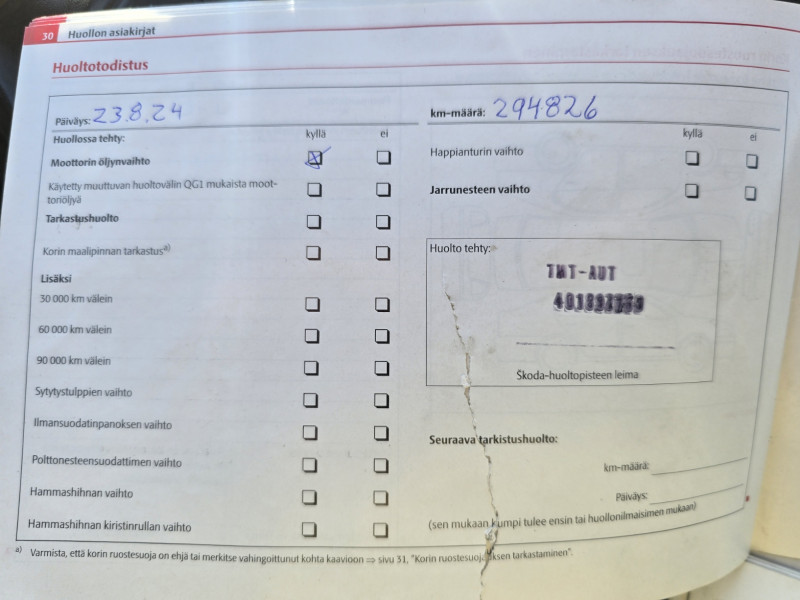 30 Huollon asiakirjat
Huoltotodistus
Päiväys: 23.8.24
Huollossa tehty: kyllä ei
Moottorin öljynvaihto
Käytetty muuttuvan huoltovälin QG1 mukaista moot-
toriöljyä
Tarkastushuolto
Korin maalipinnan tarkastus a)
Lisäksi
30 000 km välein
60 000 km välein
90 000 km välein
Sytytystulppien vaihto
Ilmansuodatinpanoksen vaihto
Polttonesteensuodattimen vaihto
Hammashihnan vaihto
Hammashihnan kiristinrullan vaihto
km-määrä: 294826
kyllä ei
Happianturin vaihto
Jarrunesteen vaihto
Huolto tehty:
TMT-AUT
Škoda-huoltopisteen leima
Seuraava tarkistushuolto:
km-määrä:
Päiväys:
(sen mukaan kumpi tulee ensin tai huollonilmaisimen mukaan)
a) Varmista, että korin ruostesuoja on ehjä tai merkitse vahingoittunut kohta kaavioon ⇒ sivu 31, "Korin ruostesuojauksen tarkastaminen".